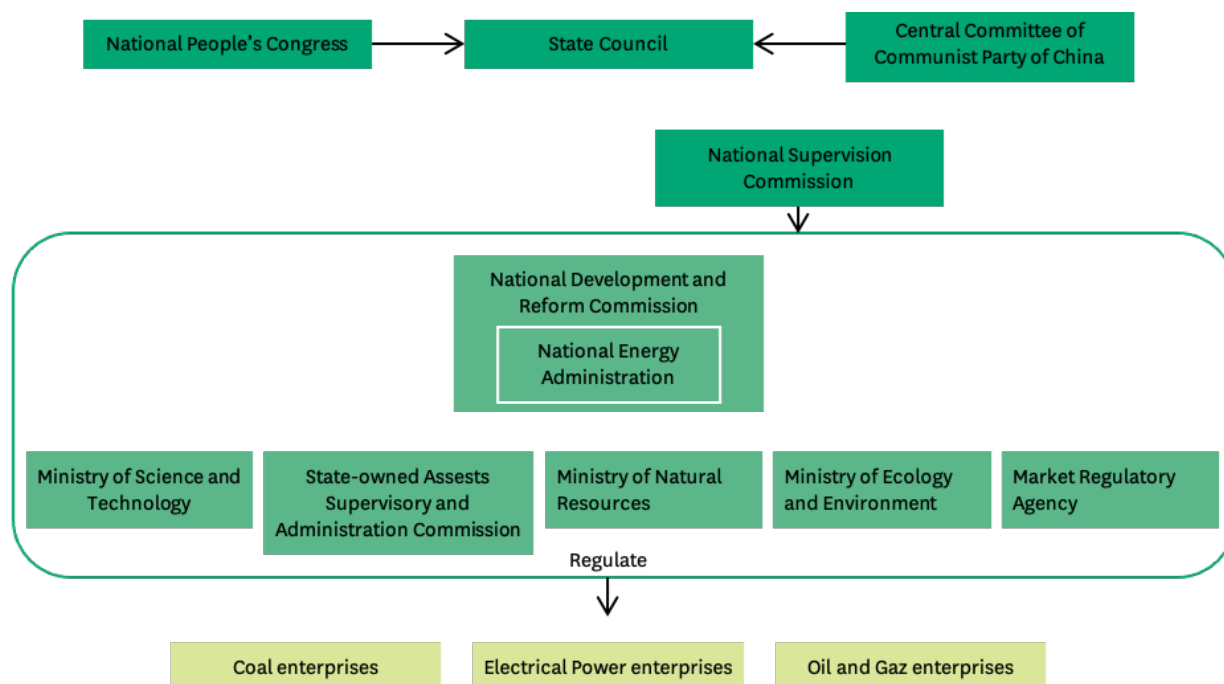 National People's Congress
State Council
Central Committee of
Communist Party of China
National Supervision
Commission
National Development and
Reform Commission
National Energy
Administration
Ministry of Science and
Technology
State-owned Assests
Supervisory and
Administration Commission
Ministry of Natural
Resources
Ministry of Ecology
and Environment
Market Regulatory
Agency
Regulate
Coal enterprises
Electrical Power enterprises
Oil and Gaz enterprises